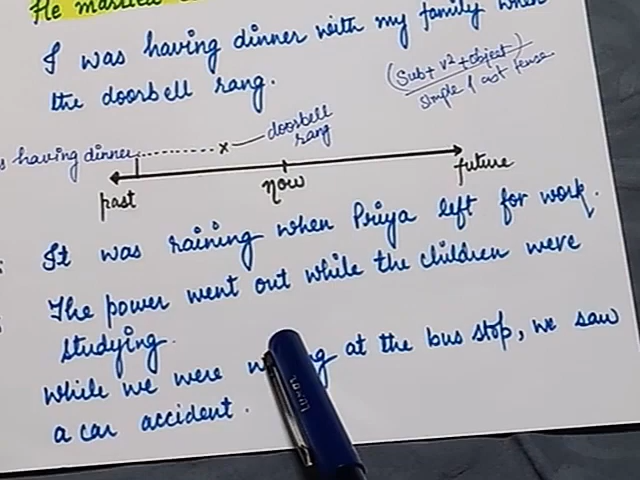 He married
I was having dinner with my family when
the doorbell rang.
(Sub + V2 + Object)
Simple Past Tense
having dinner
doorbell
rang
past
now
future
It was raining when Priya left for work.
The power went out while the children were
studying.
While we were at the bus stop, we saw
a car accident.